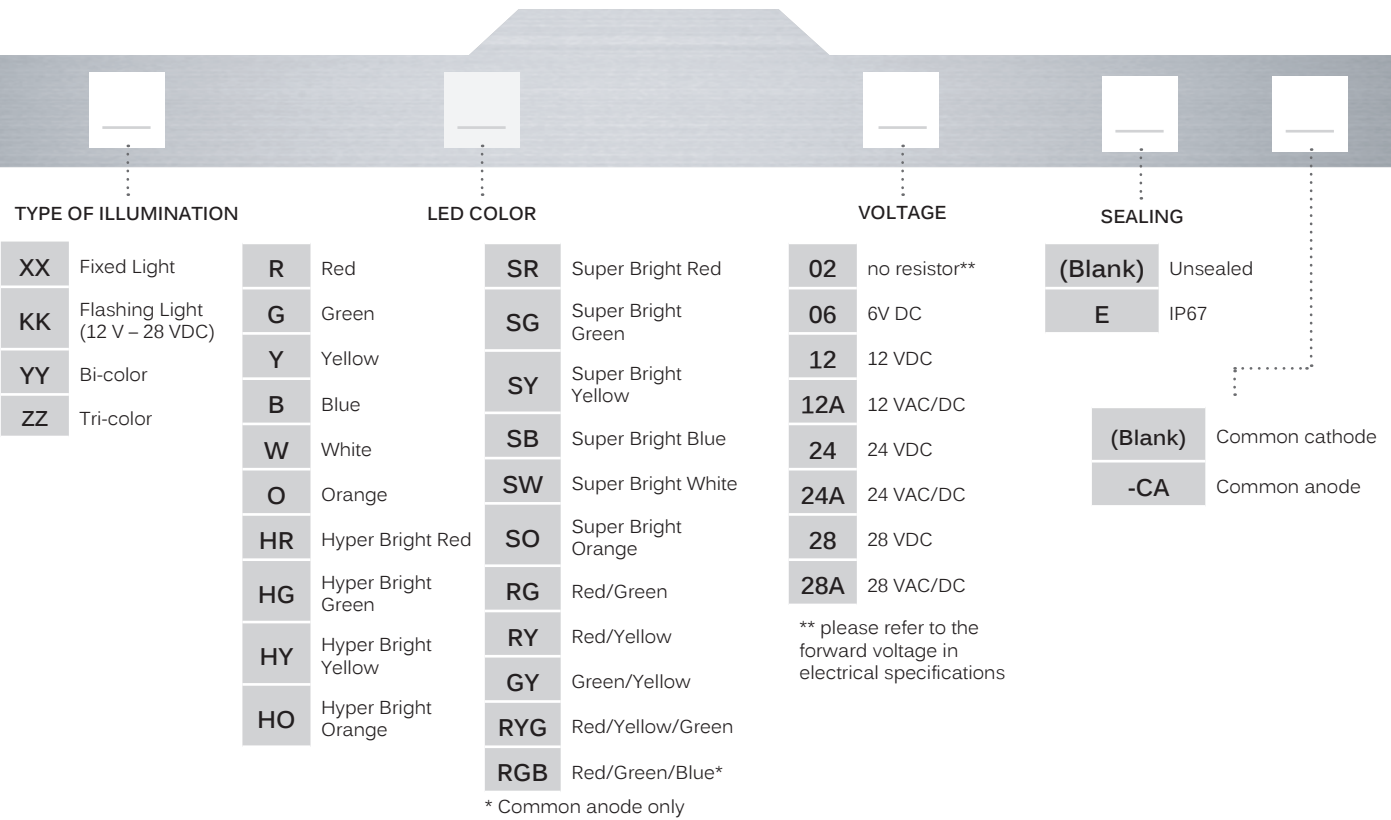 TYPE OF ILLUMINATION
XX Fixed Light
KK Flashing Light
(12 V – 28 VDC)
YY Bi-color
ZZ Tri-color
LED COLOR
R Red
G Green
Y Yellow
B Blue
W White
O Orange
HR Hyper Bright Red
HG Hyper Bright
Green
HY Hyper Bright
Yellow
HO Hyper Bright
Orange
SR Super Bright Red
SG Super Bright
Green
SY Super Bright
Yellow
SB Super Bright Blue
SW Super Bright White
SO Super Bright
Orange
RG Red/Green
RY Red/Yellow
GY Green/Yellow
RYG Red/Yellow/Green
RGB Red/Green/Blue*
* Common anode only
VOLTAGE
02 no resistor**
06 6V DC
12 12 VDC
12A 12 VAC/DC
24 24 VDC
24A 24 VAC/DC
28 28 VDC
28A 28 VAC/DC
** please refer to the
forward voltage in
electrical specifications
SEALING
(Blank) Unsealed
E IP67
(Blank) Common cathode
-CA Common anode